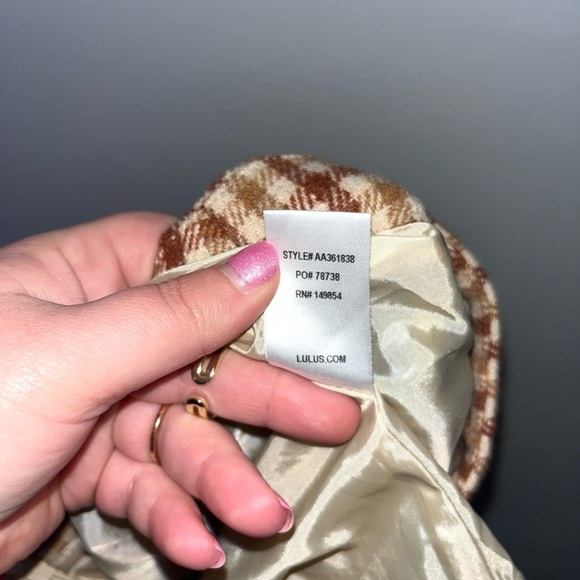 STYLE# AA361838
PO# 78738
RN# 149854
LULUS.COM